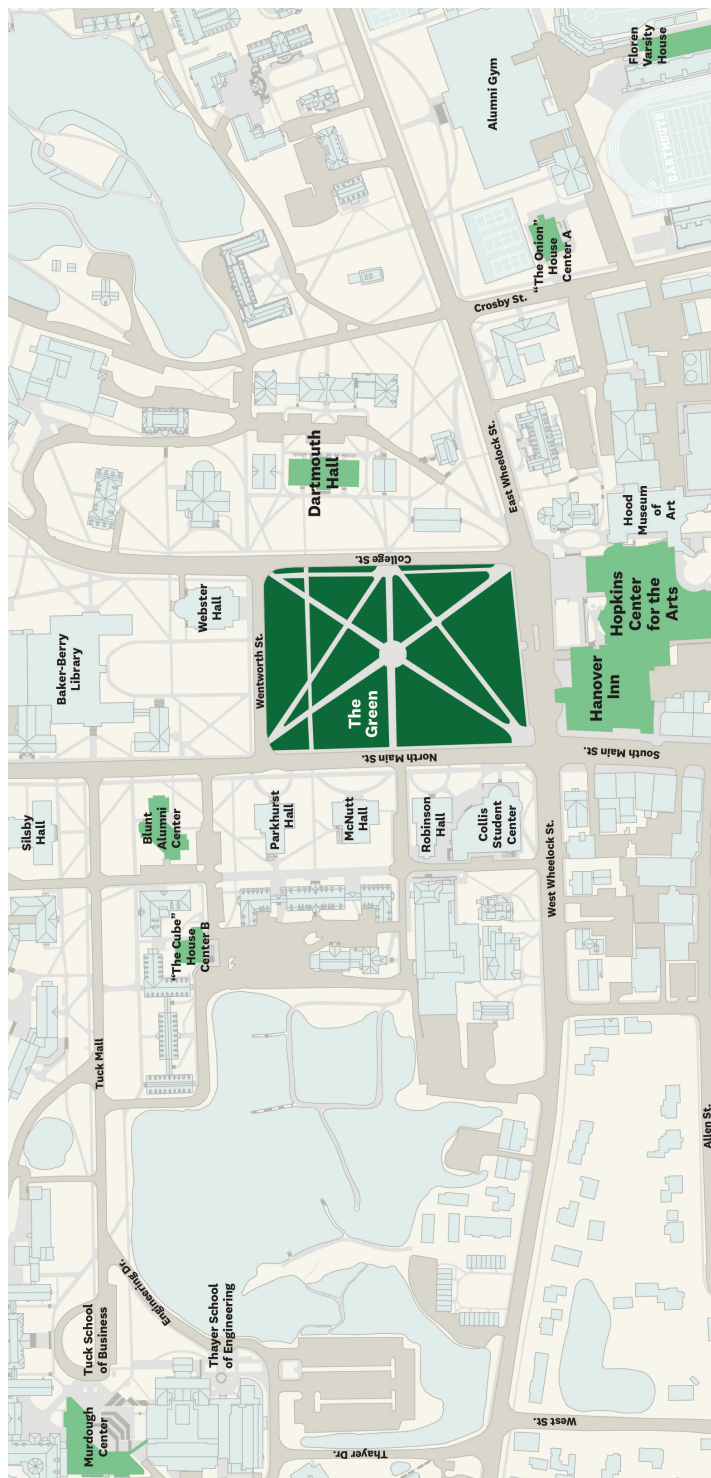 Floren
Varsity
House
Alumni Gym
DARTMOUTH
“The Onion”
House
Center A
Crosby St.
East Wheelock St.
Dartmouth
Hall
Hood
Museum
of
Art
College St.
Webster
Hall
Hopkins
Center
for the
Arts
Baker-Berry
Library
Wentworth St.
The
Green
Hanover
Inn
North Main St.
South Main St.
Silsby
Hall
Blunt
Alumni
Center
Parkhurst
Hall
McNutt
Hall
Robinson
Hall
Collis
Student
Center
West Wheelock St.
“The Cube”
House
Center B
Tuck Mall
Allen St.
Engineering Dr.
Tuck School
of Business
Thayer School
of Engineering
Murdough
Center
West St.
Thayer Dr.